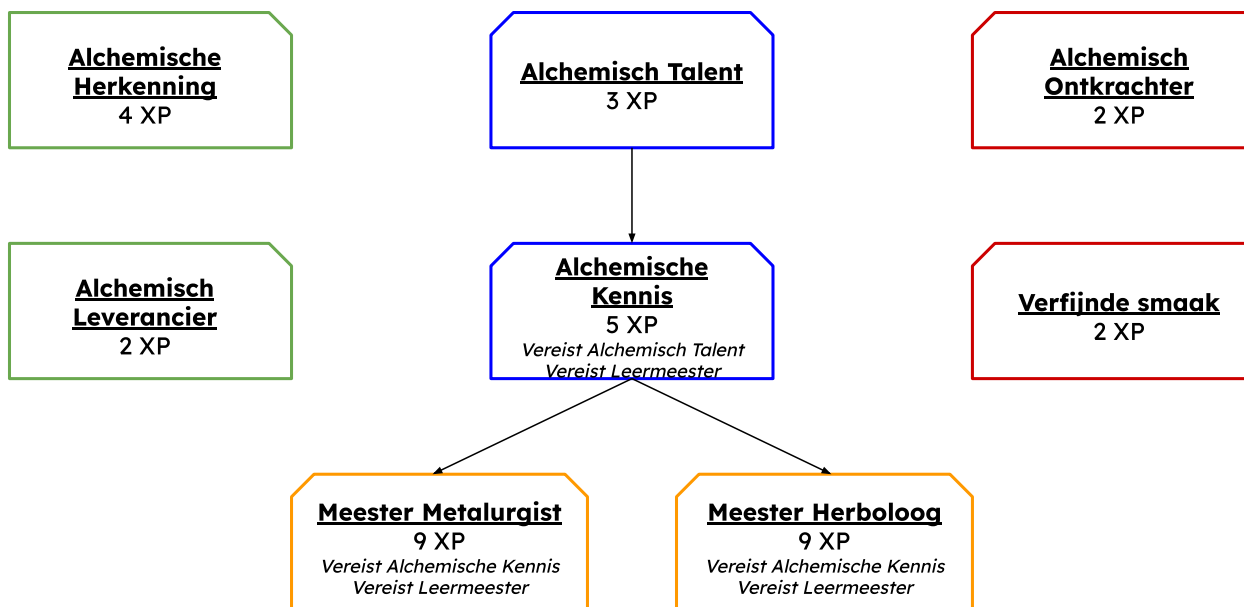 Alchemische
Herkenning
4 XP
Alchemisch Talent
3 XP
Alchemisch
Ontkrachter
2 XP
Alchemisch
Leverancier
2 XP
Alchemische
Kennis
5 XP
Vereist Alchemisch Talent
Vereist Leermeester
Verfijnde smaak
2 XP
Meester Metalurgist
9 XP
Vereist Alchemische Kennis
Vereist Leermeester
Meester Herboloog
9 XP
Vereist Alchemische Kennis
Vereist Leermeester